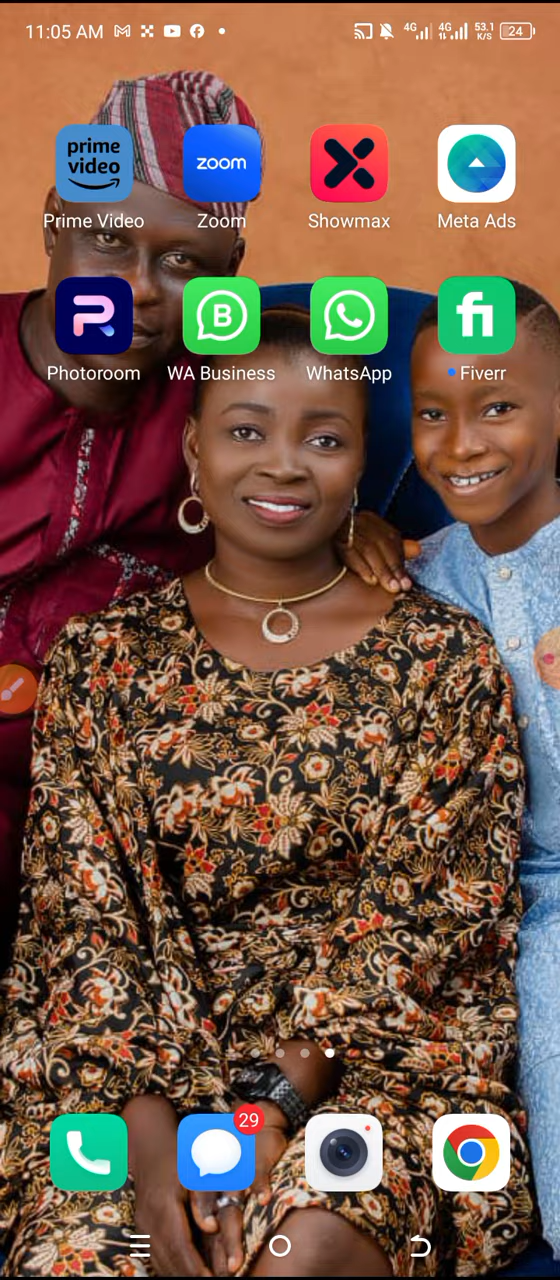 11:05 AM 4G 4G 53.1 K/S 24
prime video zoom
Prime Video Zoom Showmax Meta Ads
B fi
Photoroom WA Business WhatsApp Fiverr
29